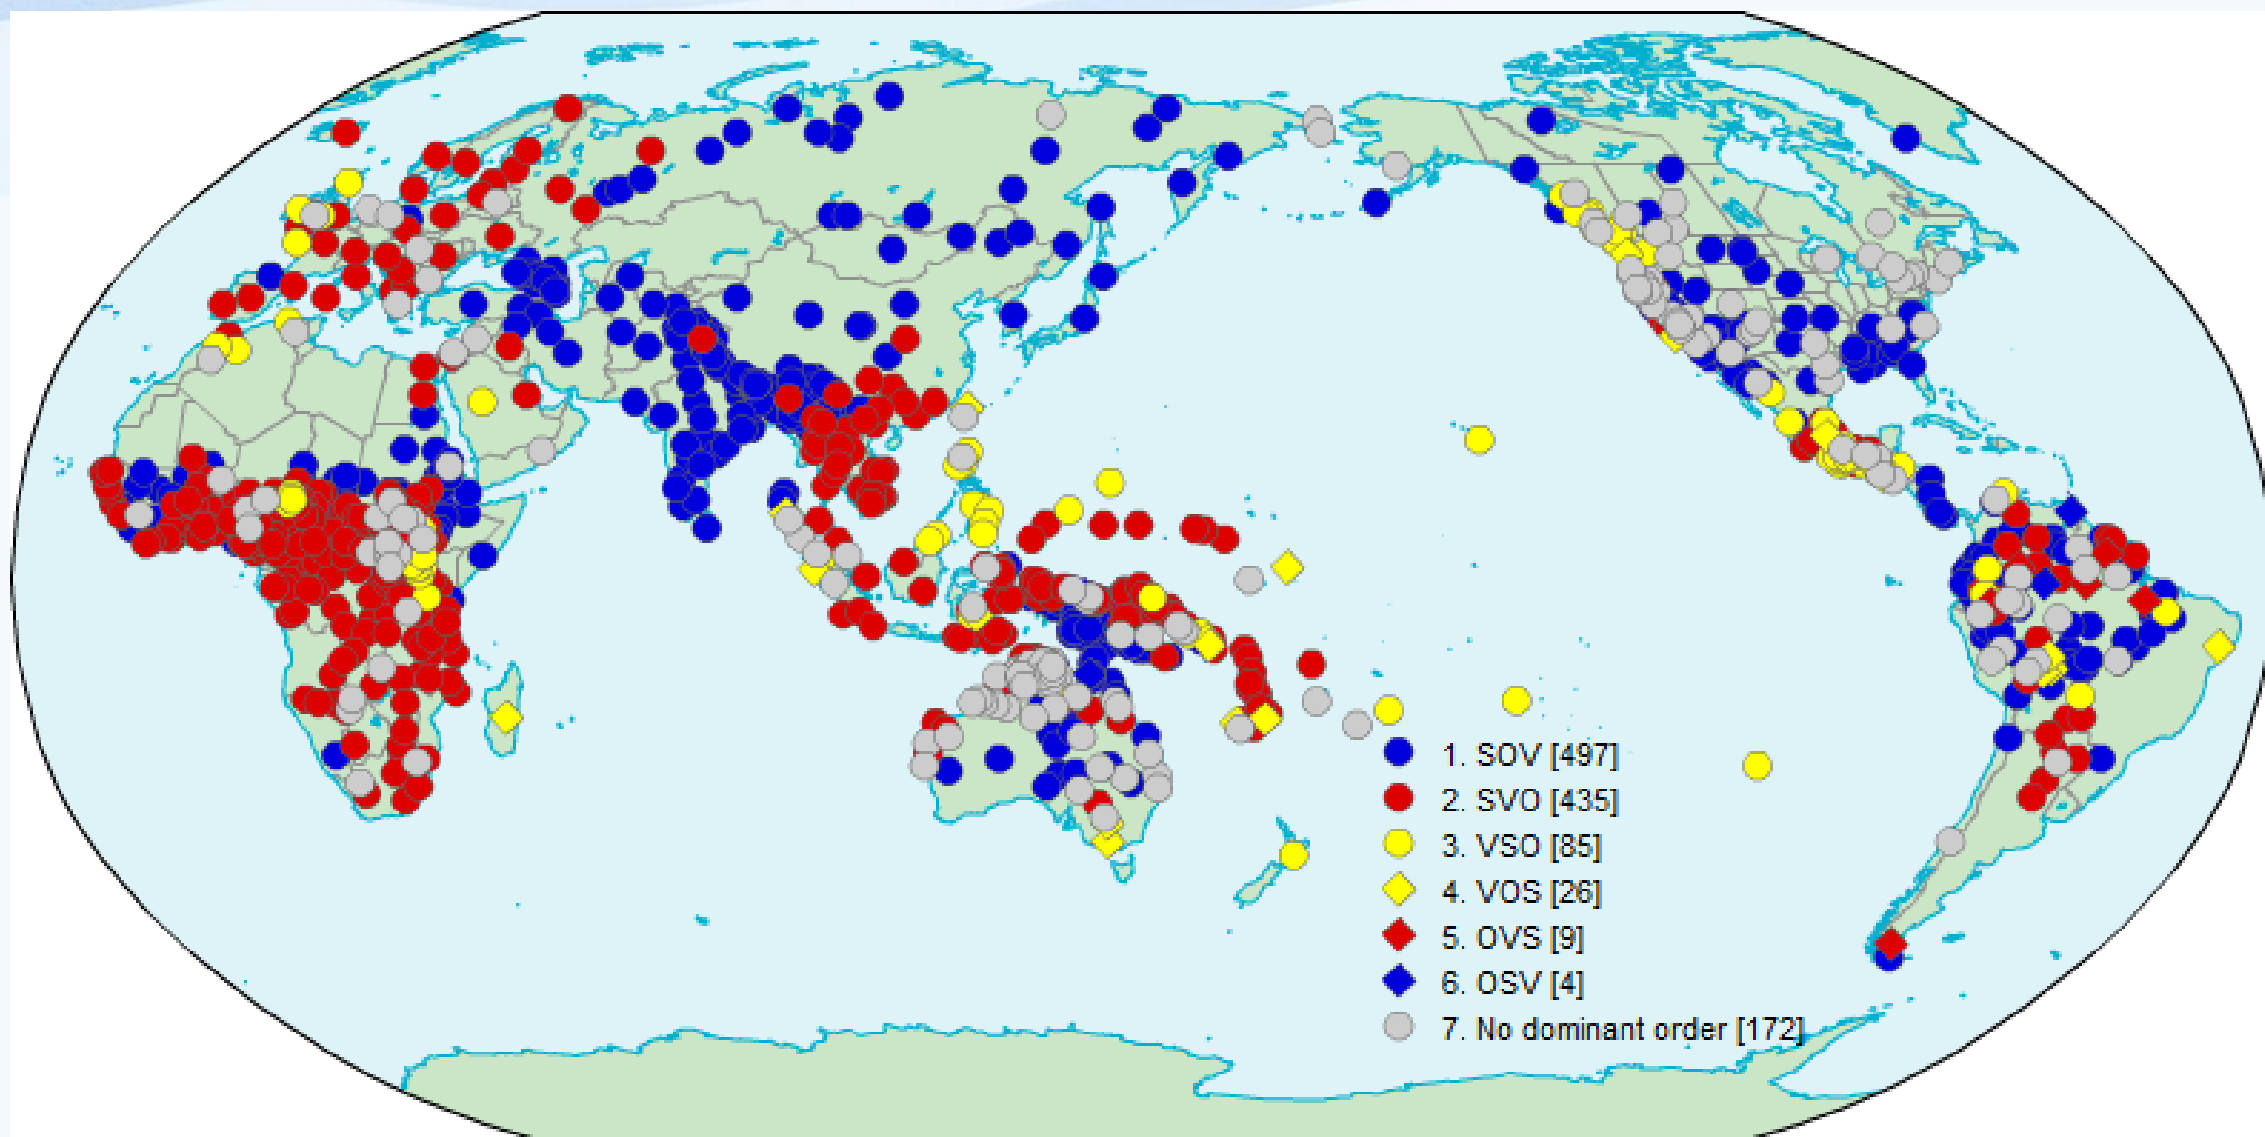 1. SOV [497]
2. SVO [435]
3. VSO [85]
4. VOS [26]
5. OVS [9]
6. OSV [4]
7. No dominant order [172]